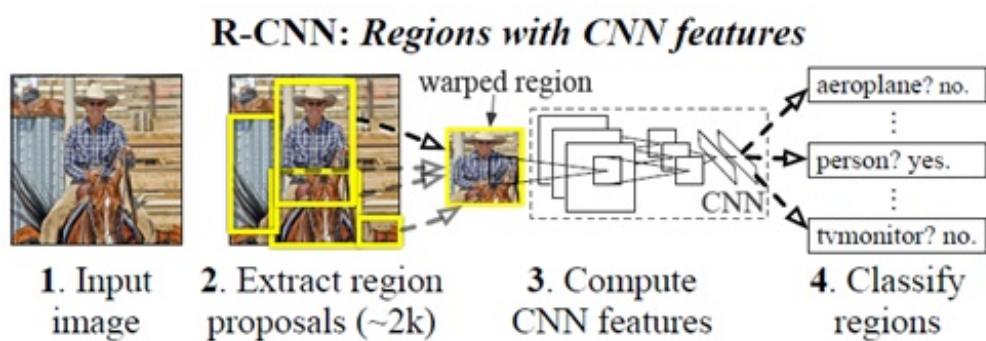 R-CNN: Regions with CNN features
warped region
aeroplane? no.
person? yes.
tvmonitor? no.
CNN
1. Input
image
2. Extract region
proposals (~2k)
3. Compute
CNN features
4. Classify
regions